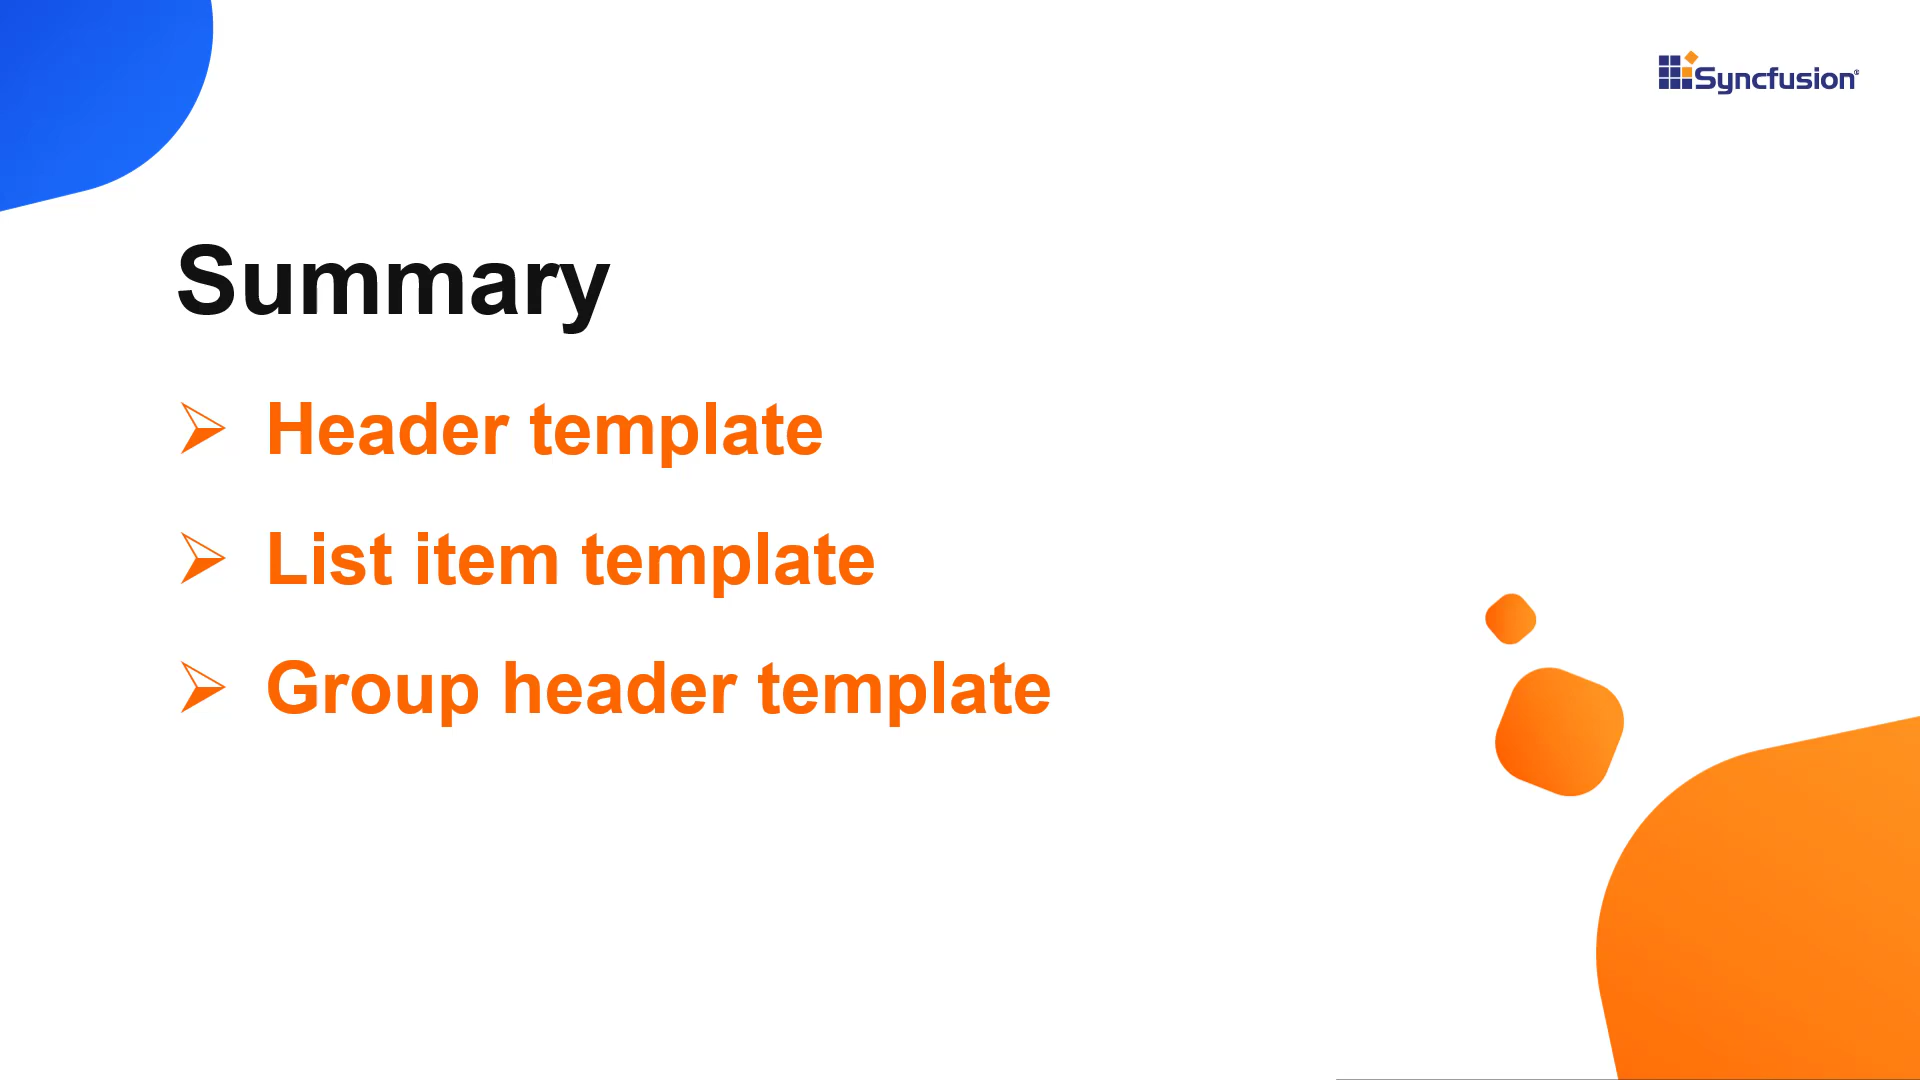 Syncfusion®
Summary
➢ Header template
➢ List item template
➢ Group header template